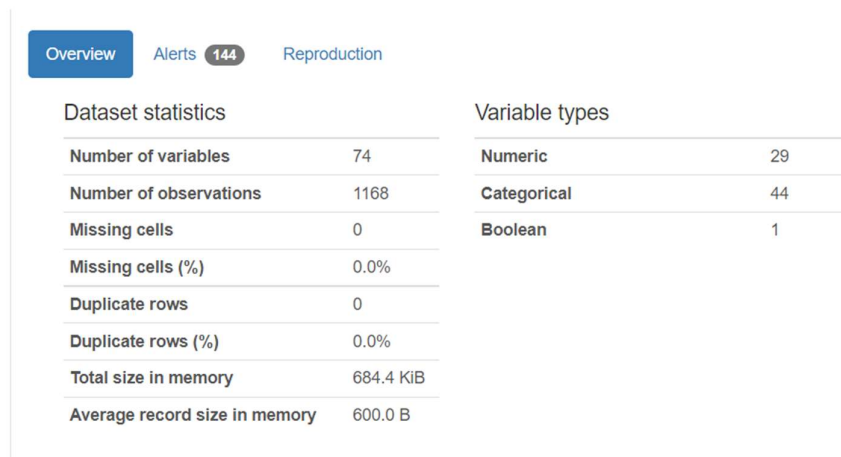 Overview Alerts 144 Reproduction
Dataset statistics
Number of variables 74
Number of observations 1168
Missing cells 0
Missing cells (%) 0.0%
Duplicate rows 0
Duplicate rows (%) 0.0%
Total size in memory 684.4 KiB
Average record size in memory 600.0 B
Variable types
Numeric 29
Categorical 44
Boolean 1